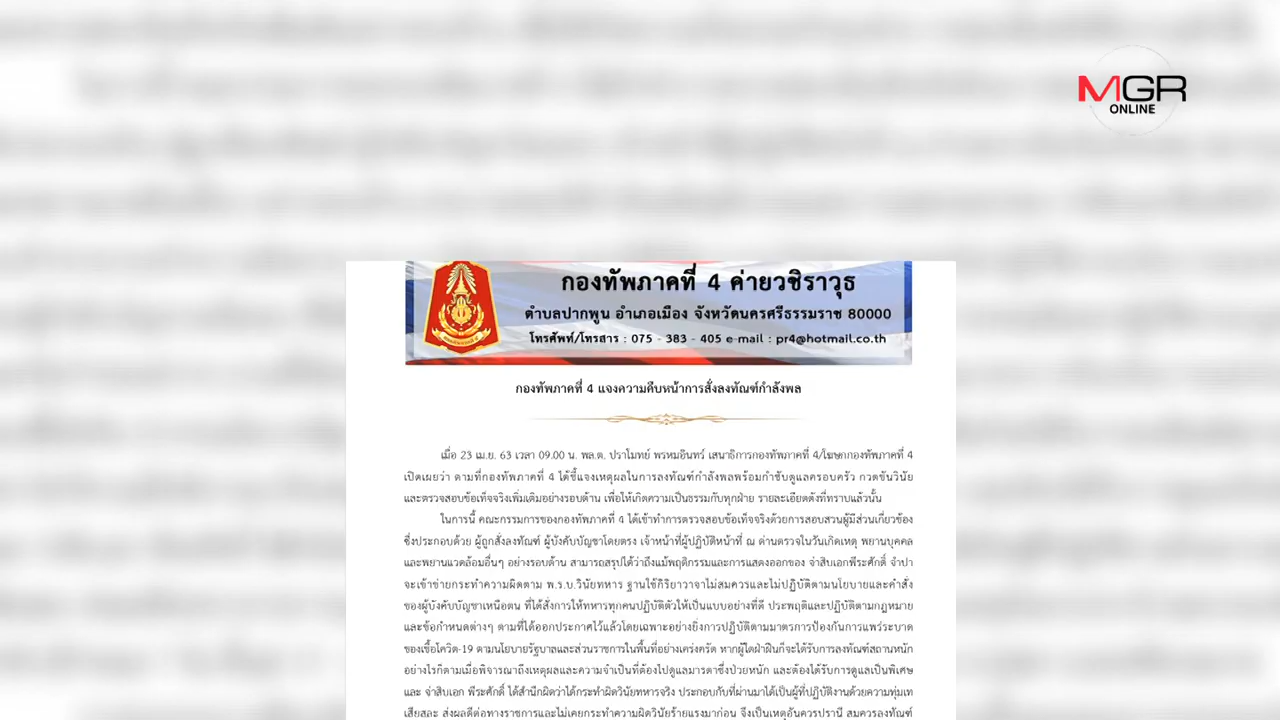 MGR
ONLINE
กองทัพภาคที่ 4 ค่ายวชิราวุธ
ตำบลปากพูน อำเภอเมือง จังหวัดนครศรีธรรมราช 80000
โทรศัพท์/โทรสาร : 075 - 383 - 405 e-mail : pr4@hotmail.co.th
กองทัพภาคที่ 4 แจงความคืบหน้าการสั่งลงทัณฑ์กำลังพล
เมื่อ 23 เม.ย. 63 เวลา 09.00 น. พล.ต. ปราโมทย์ พรหมอินทร์ เสนาธิการกองทัพภาคที่ 4/โฆษกกองทัพภาคที่ 4
เปิดเผยว่า ตามที่กองทัพภาคที่ 4 ได้ชี้แจงเหตุผลในการลงทัณฑ์กำลังพลพร้อมกำชับดูแลครอบครัว กวดขันวินัย
และตรวจสอบข้อเท็จจริงเพิ่มเติมอย่างรอบด้าน เพื่อให้เกิดความเป็นธรรมกับทุกฝ่าย รายละเอียดดังที่ทราบแล้วนั้น
ในการนี้ คณะกรรมการของกองทัพภาคที่ 4 ได้เข้าทำการตรวจสอบข้อเท็จจริงด้วยการสอบสวนผู้มีส่วนเกี่ยวข้อง
ซึ่งประกอบด้วย ผู้ถูกสั่งลงทัณฑ์ ผู้บังคับบัญชาโดยตรง เจ้าหน้าที่ผู้ปฏิบัติหน้าที่ ณ ด่านตรวจในวันเกิดเหตุ พยานบุคคล
และพยานแวดล้อมอื่นๆ อย่างรอบด้าน สามารถสรุปได้ว่าถึงแม้พฤติกรรมและการแสดงออกของ จ่าสิบเอกพีระศักดิ์ จำปา
จะเข้าข่ายกระทำความผิดตาม พ.ร.บ.วินัยทหาร ฐานใช้กิริยาวาจาไม่สมควรและไม่ปฏิบัติตามนโยบายและคำสั่ง
ของผู้บังคับบัญชาเหนือตน ที่ได้สั่งการให้ทหารทุกคนปฏิบัติตัวให้เป็นแบบอย่างที่ดี ประพฤติและปฏิบัติตามกฎหมาย
และข้อกำหนดต่างๆ ตามที่ได้ออกประกาศไว้แล้วโดยเฉพาะอย่างยิ่งการปฏิบัติตามมาตรการป้องกันการแพร่ระบาด
ของเชื้อโควิด-19 ตามนโยบายรัฐบาลและส่วนราชการในพื้นที่อย่างเคร่งครัด หากผู้ใดฝ่าฝืนก็จะได้รับการลงทัณฑ์สถานหนัก
อย่างไรก็ตามเมื่อพิจารณาถึงเหตุผลและความจำเป็นที่ต้องไปดูแลมารดาซึ่งป่วยหนัก และต้องได้รับการดูแลเป็นพิเศษ
และ จ่าสิบเอก พีระศักดิ์ ได้สำนึกผิดว่าได้กระทำผิดวินัยทหารจริง ประกอบกับที่ผ่านมาได้เป็นผู้ที่ปฏิบัติงานด้วยความทุ่มเท
เสียสละ ส่งผลดีต่อทางราชการและไม่เคยกระทำความผิดวินัยร้ายแรงมาก่อน จึงเป็นเหตุอันควรปรานี สมควรลงทัณฑ์